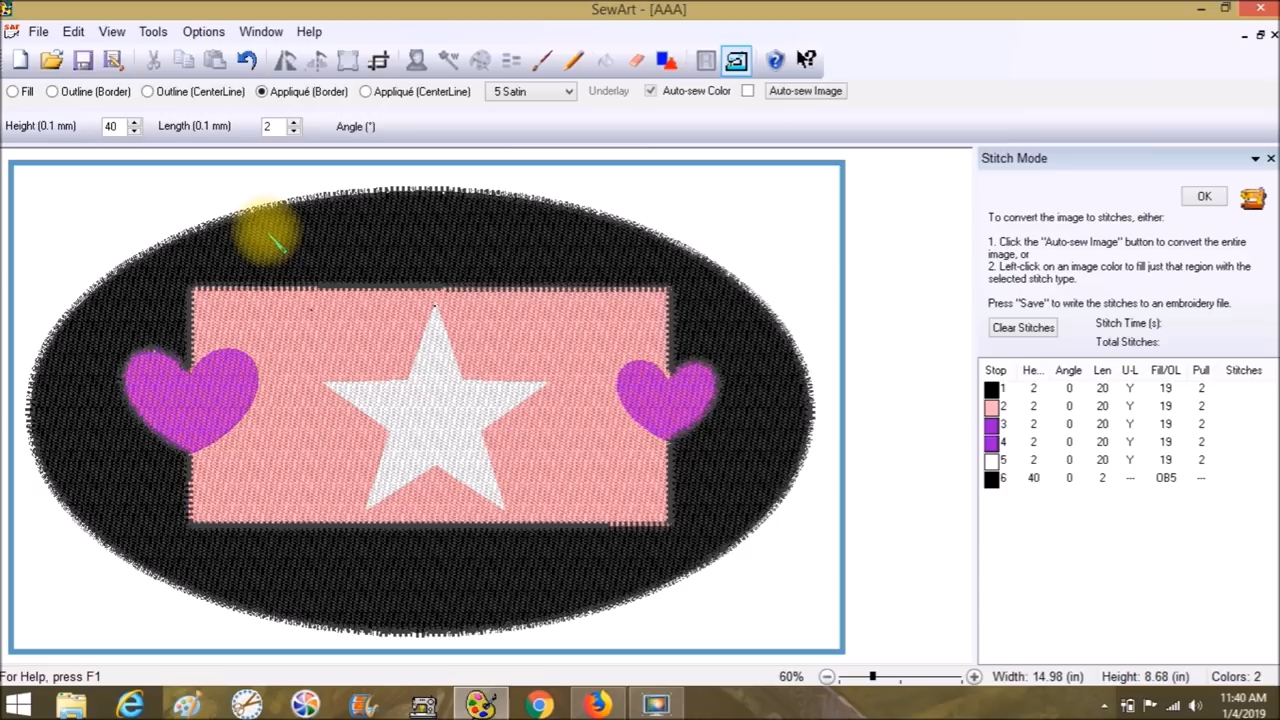 SewArt - [AAA]
File Edit View Tools Options Window Help
Fill Outline (Border) Outline (CenterLine) Appliqué (Border) Appliqué (CenterLine) 5 Satin Underlay Auto-sew Color Auto-sew Image
Height (0.1 mm) 40 Length (0.1 mm) 2 Angle (°)
Stitch Mode
OK
To convert the image to stitches, either:
1. Click the "Auto-sew Image" button to convert the entire
image, or
2. Left-click on an image color to fill just that region with the
selected stitch type.
Press "Save" to write the stitches to an embroidery file.
Clear Stitches Stitch Time (s):
Total Stitches:
Stop He... Angle Len U-L Fill/OL Pull Stitches
1 2 0 20 Y 19 2
2 2 0 20 Y 19 2
3 2 0 20 Y 19 2
4 2 0 20 Y 19 2
5 2 0 20 Y 19 2
6 40 0 2 --- OB5 ---
For Help, press F1 60% Width: 14.98 (in) Height: 8.68 (in) Colors: 2
11:40 AM
1/4/2019